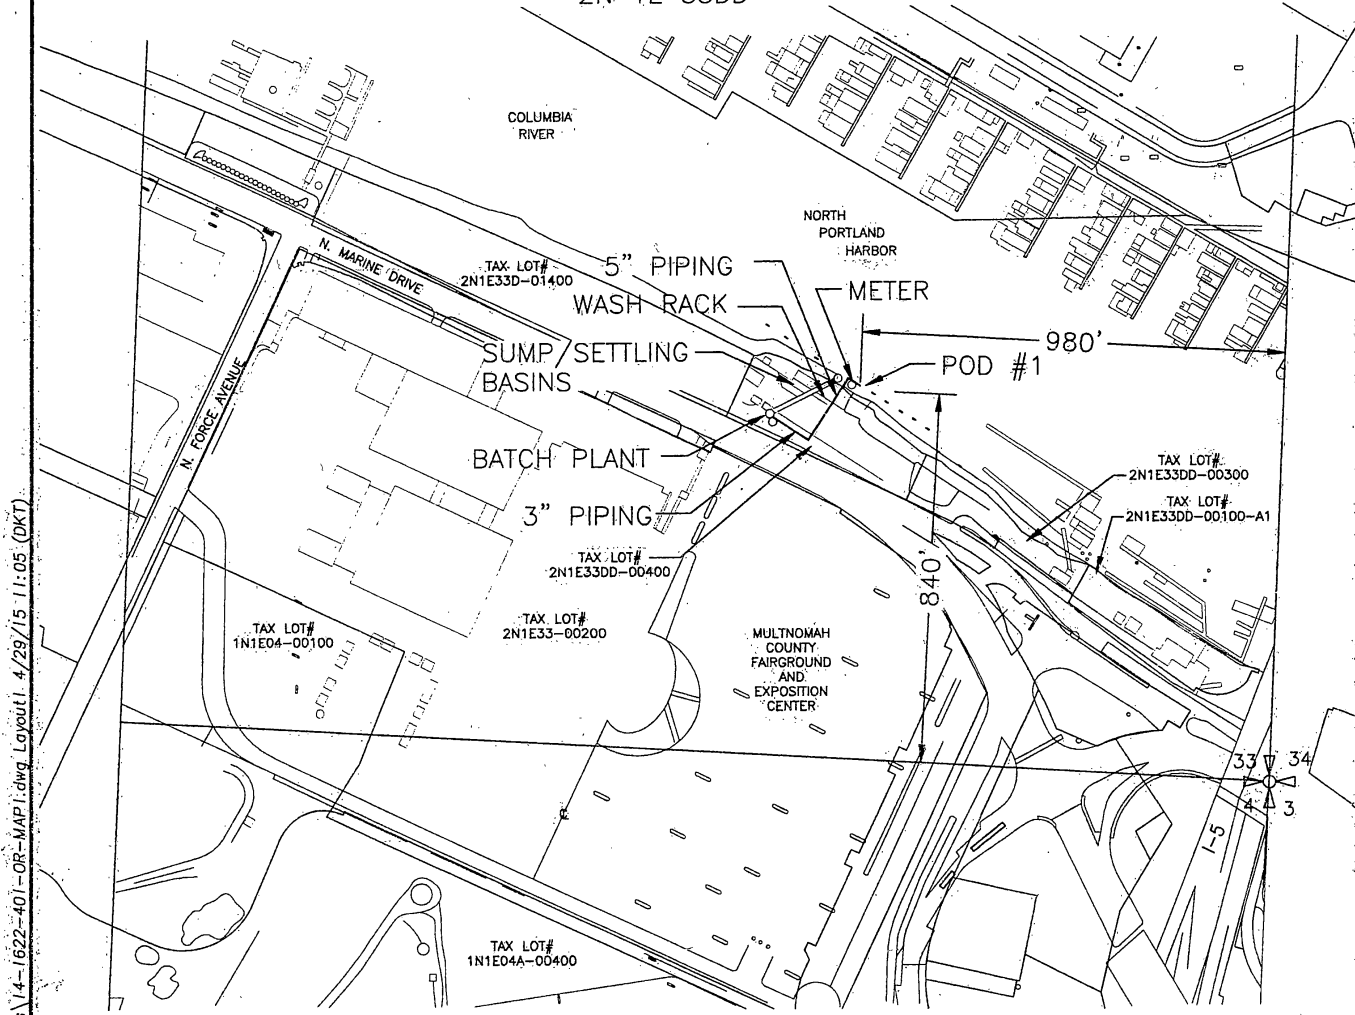 COLUMBIA
RIVER
NORTH
PORTLAND
HARBOR
N. MARINE DRIVE
TAX LOT#
2N1E33D-01400
5" PIPING
WASH RACK
METER
SUMP/SETTLING
BASINS
980'
POD #1
N. FORCE AVENUE
BATCH PLANT
3" PIPING
TAX LOT#
2N1E33DD-00300
TAX LOT#
2N1E33DD-00100-A1
TAX LOT#
2N1E33DD-00400
840'
TAX LOT#
1N1E04-00100
TAX LOT#
2N1E33-00200
MULTNOMAH
COUNTY
FAIRGROUND
AND
EXPOSITION
CENTER
33 34
4 3
I-5
TAX LOT#
1N1E04A-00400
\14-1622-401-OR-MAP1.dwg Layout1 4/29/15 11:05 (DKT)